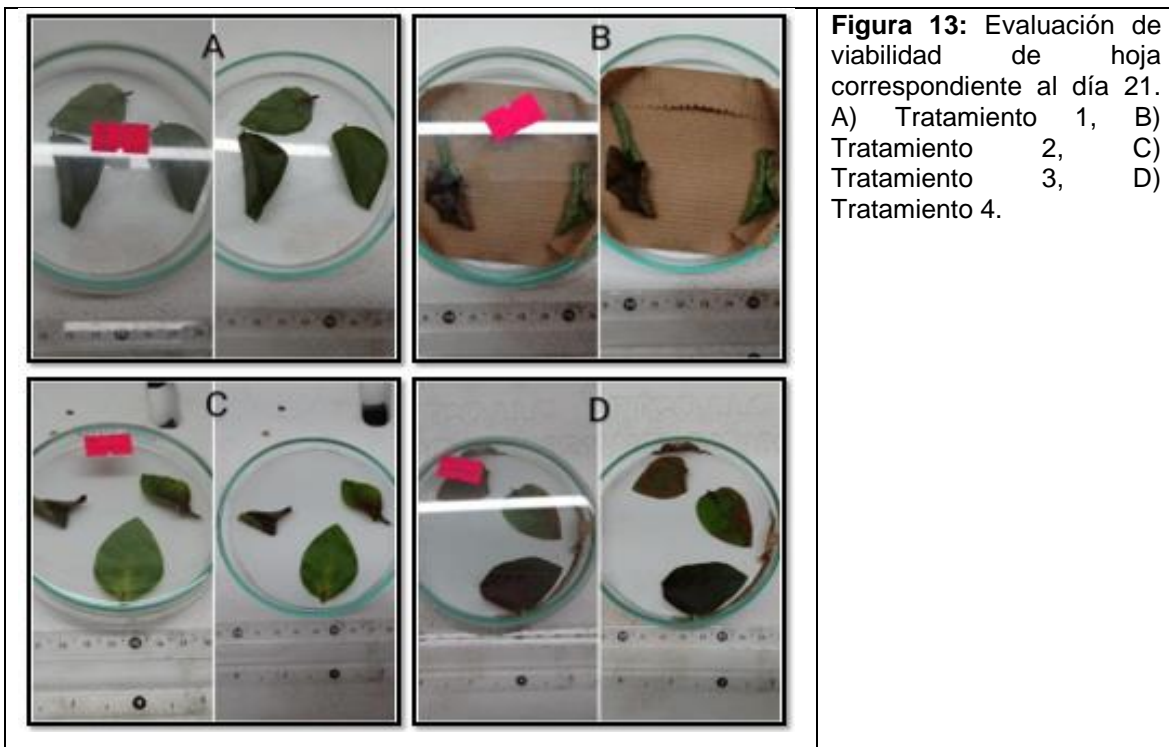 A
B
C
D
Figura 13: Evaluación de
viabilidad de hoja
correspondiente al día 21.
A) Tratamiento 1, B)
Tratamiento 2, C)
Tratamiento 3, D)
Tratamiento 4.